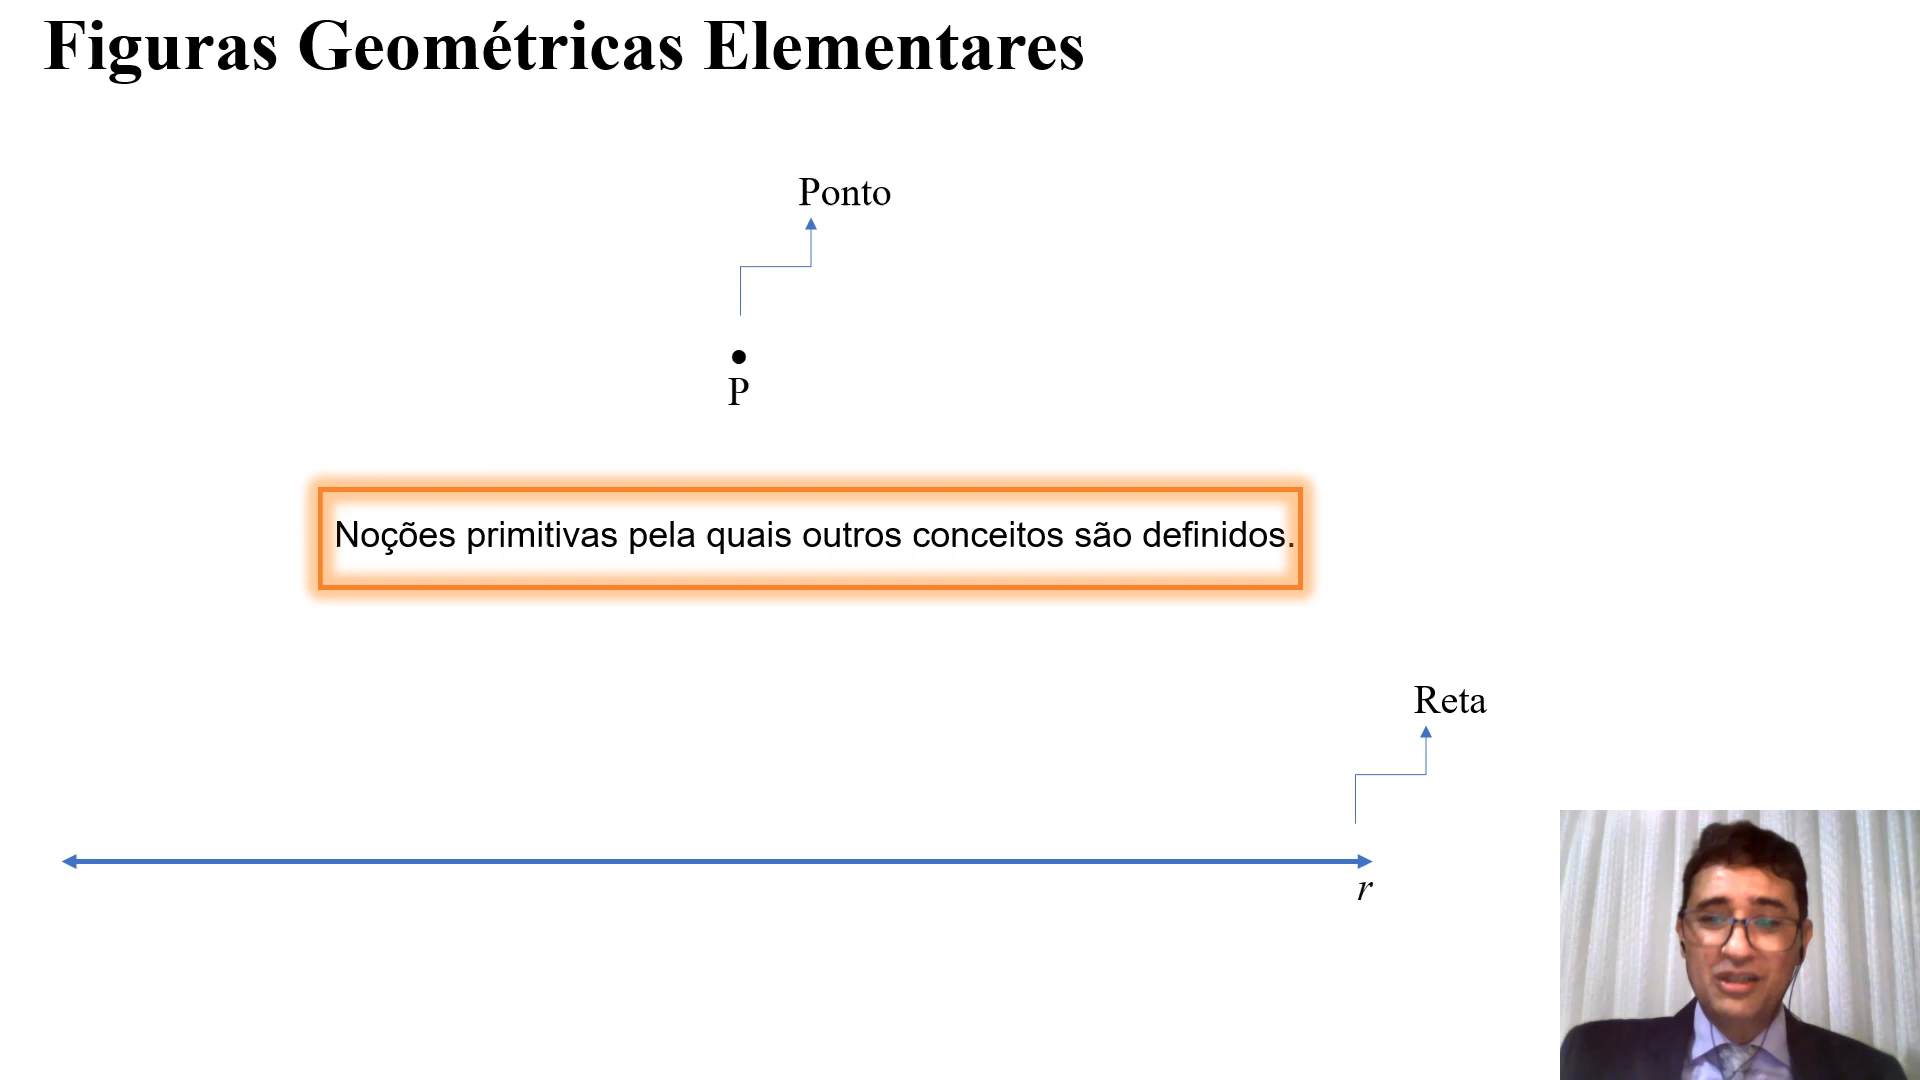 Figuras Geométricas Elementares
Ponto
P
Noções primitivas pela quais outros conceitos são definidos.
Reta
r